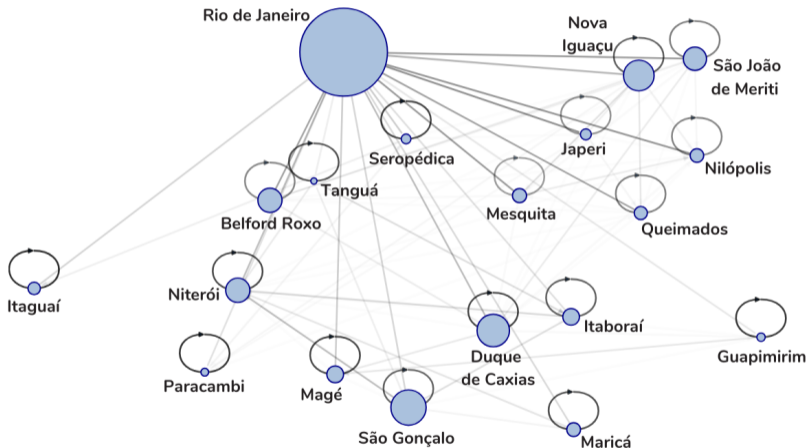 Rio de Janeiro
Nova
Iguaçu
São João
de Meriti
Seropédica
Japeri
Nilópolis
Tanguá
Mesquita
Belford Roxo
Queimados
Itaguaí
Niterói
Itaboraí
Duque
de Caxias
Guapimirim
Paracambi
Magé
São Gonçalo
Maricá